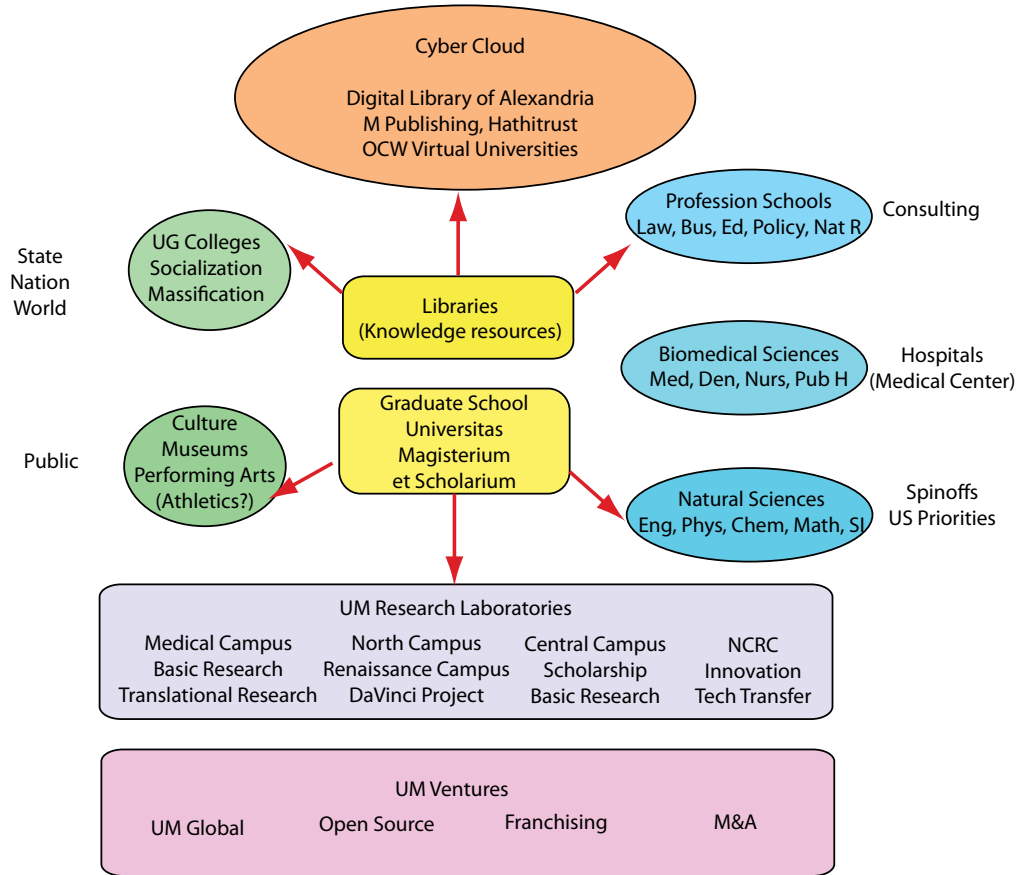 Cyber Cloud
Digital Library of Alexandria
M Publishing, Hathitrust
OCW Virtual Universities
State
Nation
World
UG Colleges
Socialization
Massification
Libraries
(Knowledge resources)
Profession Schools
Law, Bus, Ed, Policy, Nat R
Consulting
Biomedical Sciences
Med, Den, Nurs, Pub H
Hospitals
(Medical Center)
Public
Culture
Museums
Performing Arts
(Athletics?)
Graduate School
Universitas
Magisterium
et Scholarium
Natural Sciences
Eng, Phys, Chem, Math, SI
Spinoffs
US Priorities
UM Research Laboratories
Medical Campus
Basic Research
Translational Research
North Campus
Renaissance Campus
DaVinci Project
Central Campus
Scholarship
Basic Research
NCRC
Innovation
Tech Transfer
UM Ventures
UM Global
Open Source
Franchising
M&A